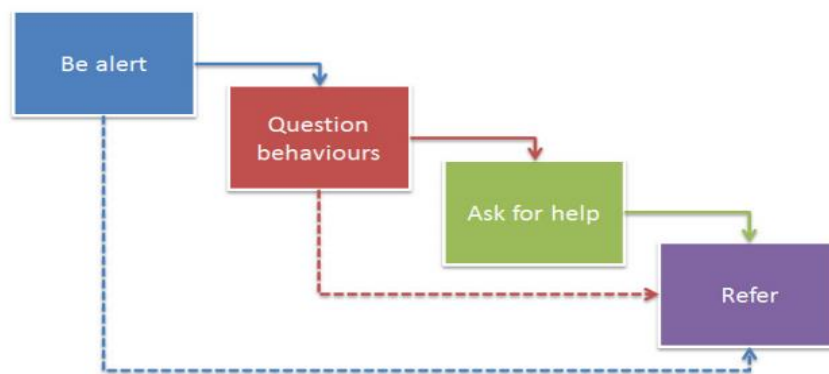 Be alert
Question
behaviours
Ask for help
Refer